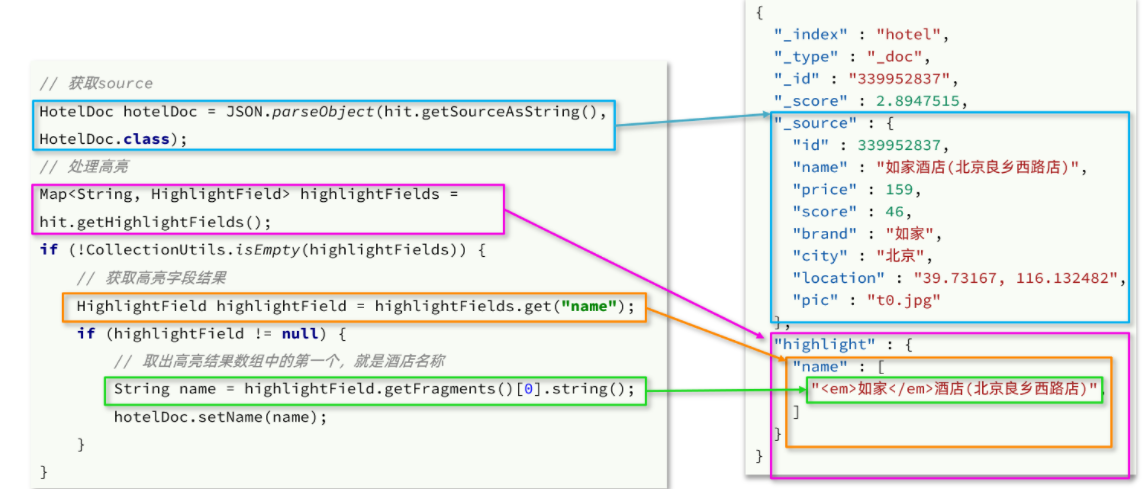 // 获取source
HotelDoc hotelDoc = JSON.parseObject(hit.getSourceAsString(),
HotelDoc.class);
// 处理高亮
Map<String, HighlightField> highlightFields =
hit.getHighlightFields();
if (!CollectionUtils.isEmpty(highlightFields)) {
// 获取高亮字段结果
HighlightField highlightField = highlightFields.get("name");
if (highlightField != null) {
// 取出高亮结果数组中的第一个，就是酒店名称
String name = highlightField.getFragments()[0].string();
hotelDoc.setName(name);
}
}
{
"_index" : "hotel",
"_type" : "_doc",
"_id" : "339952837",
"_score" : 2.8947515,
"_source" : {
"id" : 339952837,
"name" : "如家酒店(北京良乡西路店)",
"price" : 159,
"score" : 46,
"brand" : "如家",
"city" : "北京",
"location" : "39.73167, 116.132482",
"pic" : "t0.jpg"
},
"highlight" : {
"name" : [
"<em>如家</em>酒店(北京良乡西路店)",
]
}
}